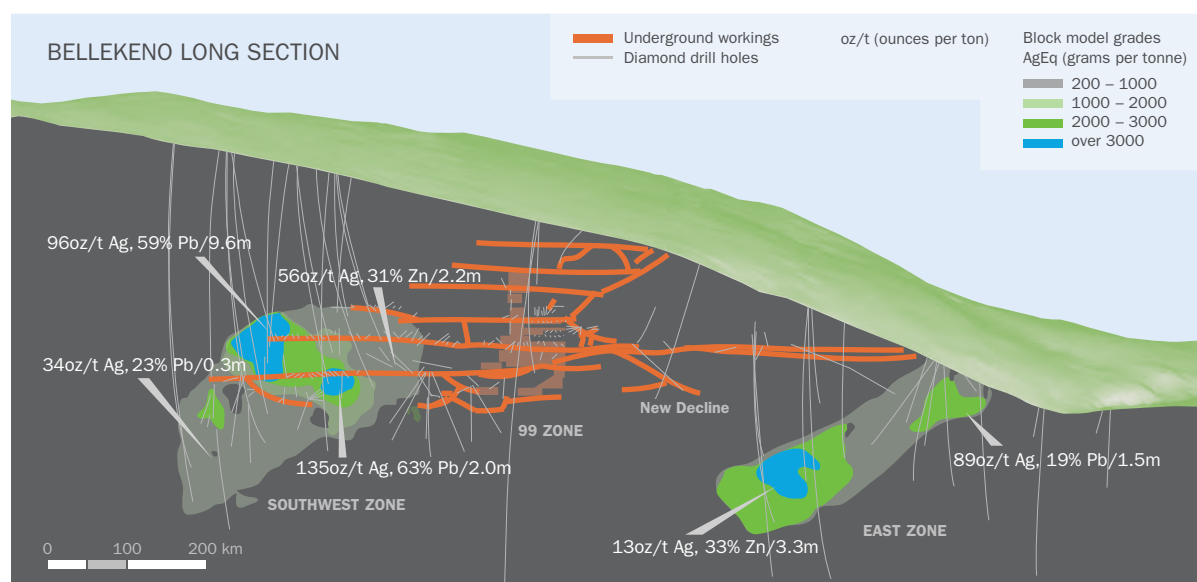 BELLEKENO LONG SECTION
Underground workings
Diamond drill holes
oz/t (ounces per ton)
Block model grades
AgEq (grams per tonne)
200 – 1000
1000 – 2000
2000 – 3000
over 3000
96oz/t Ag, 59% Pb/9.6m
56oz/t Ag, 31% Zn/2.2m
34oz/t Ag, 23% Pb/0.3m
New Decline
99 ZONE
135oz/t Ag, 63% Pb/2.0m
89oz/t Ag, 19% Pb/1.5m
SOUTHWEST ZONE
EAST ZONE
13oz/t Ag, 33% Zn/3.3m
0 100 200 km